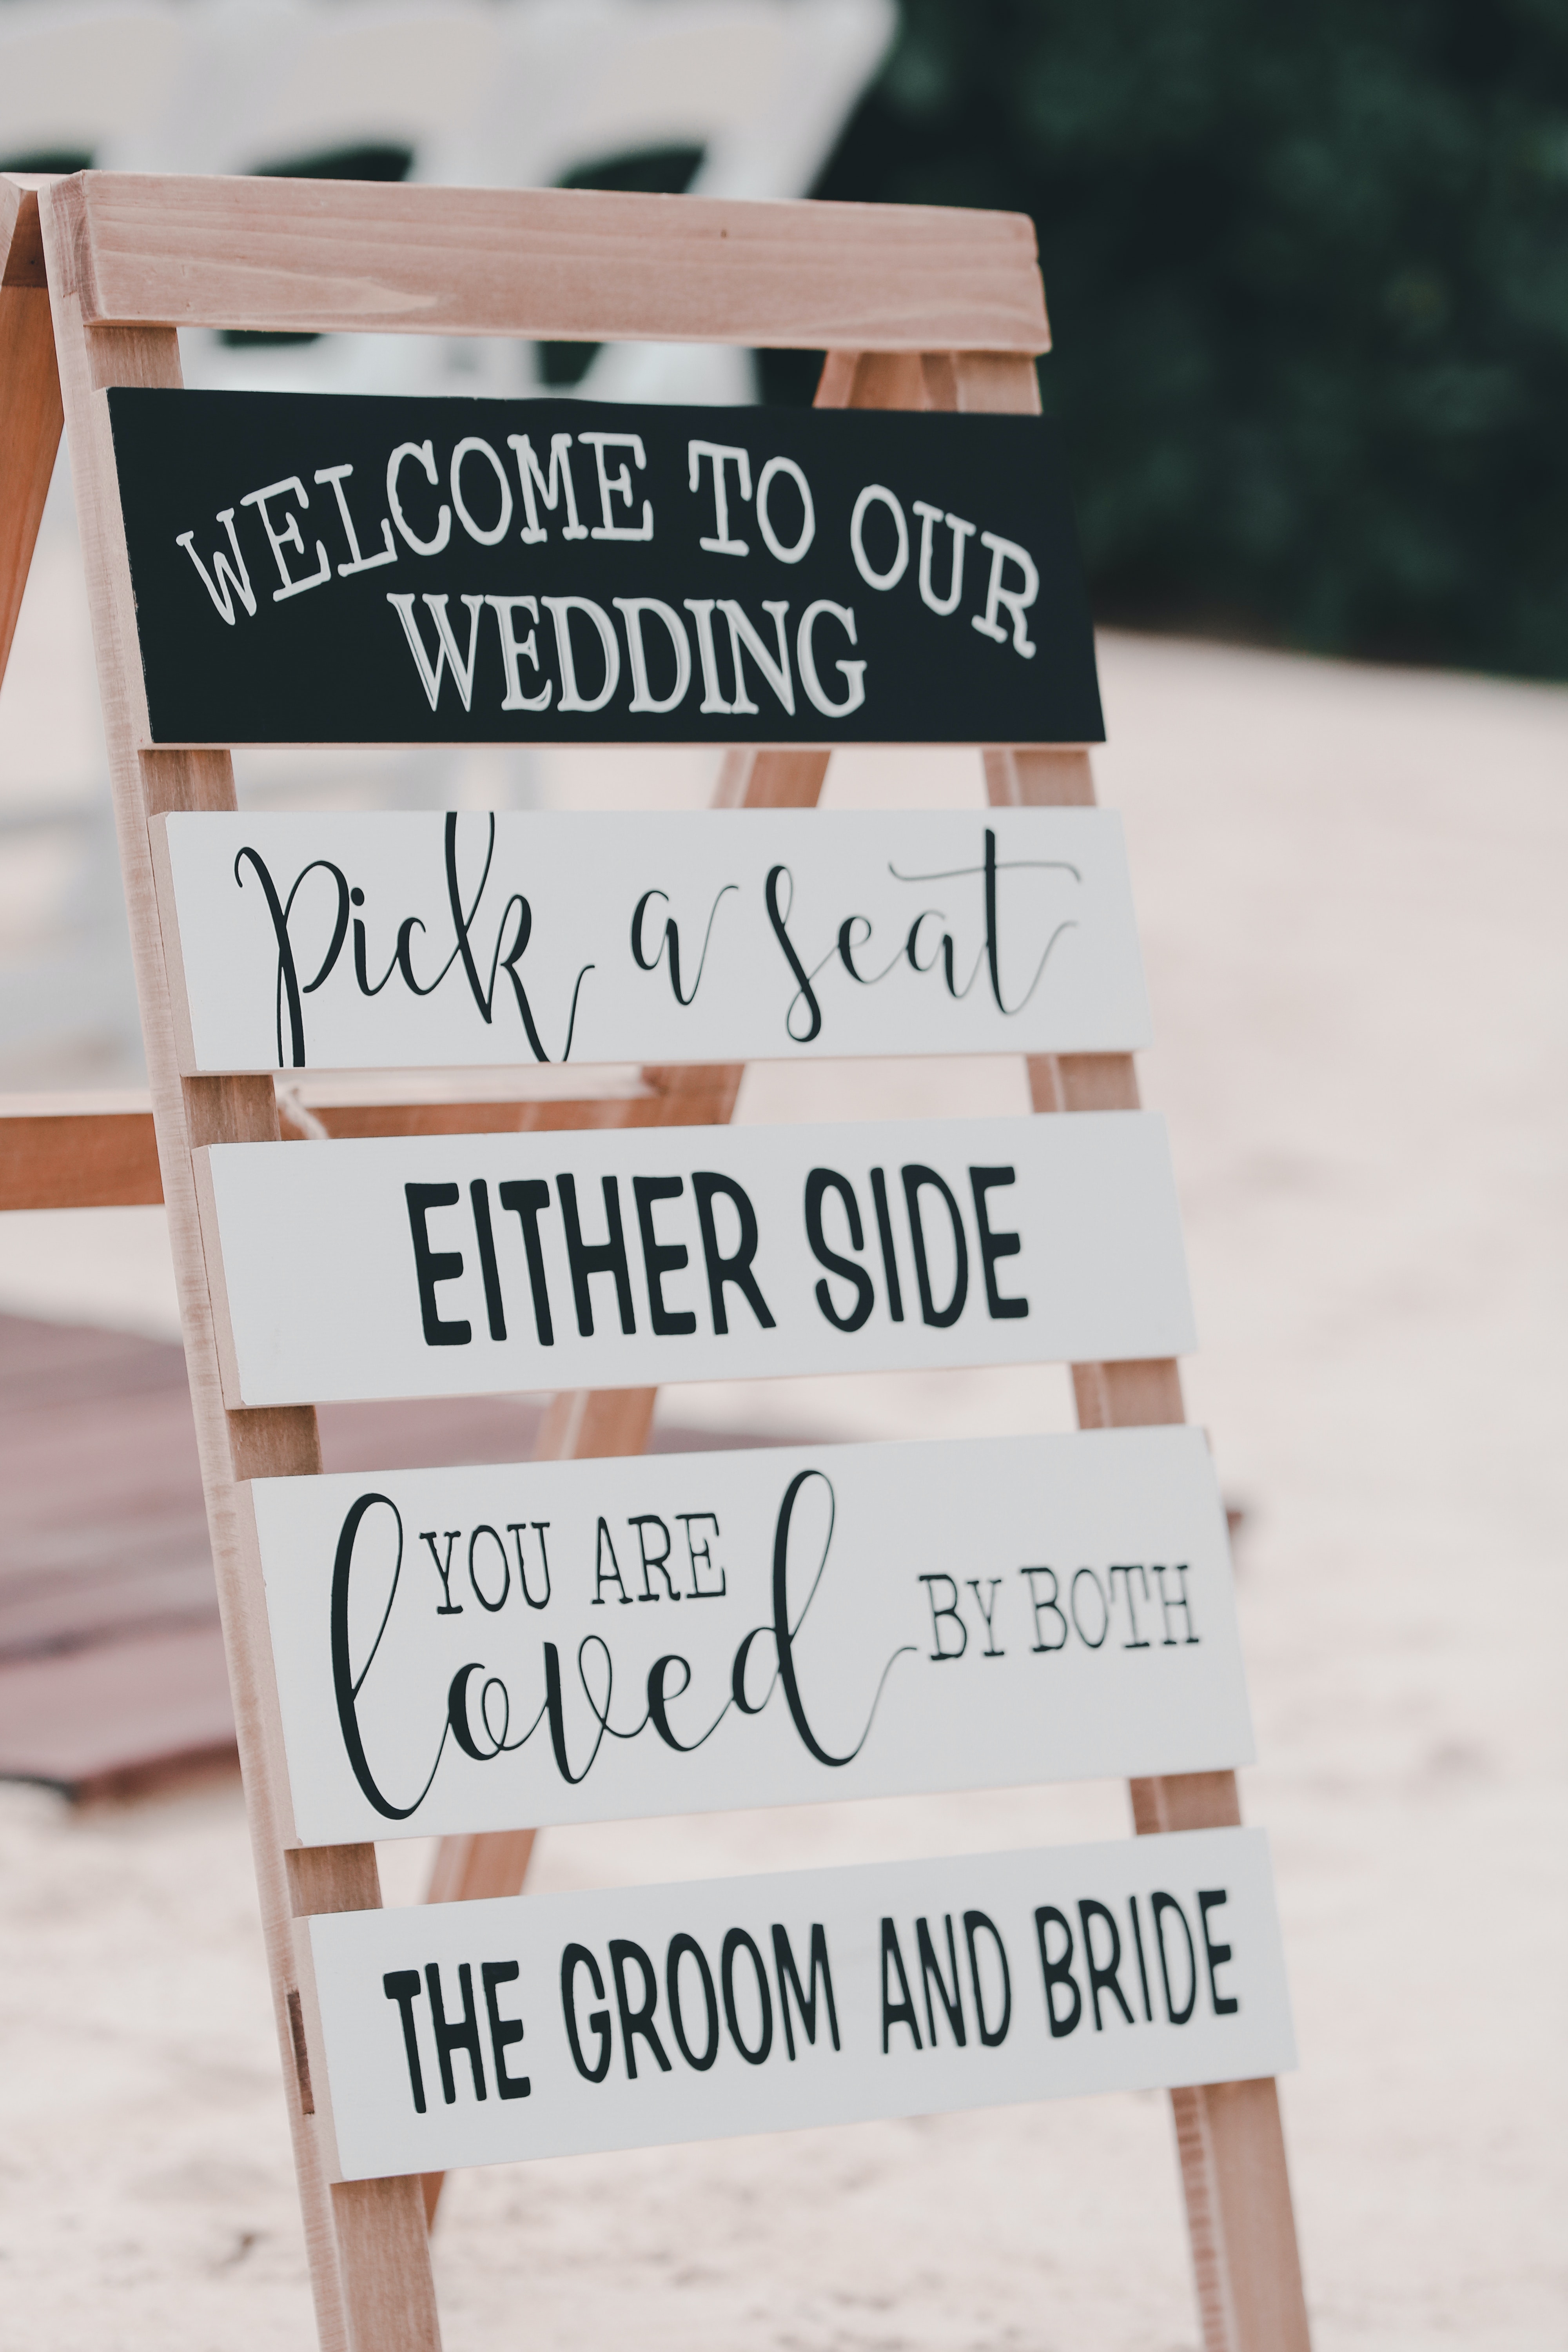 WELCOME TO OUR
WEDDING
Pick a seat
EITHER SIDE
YOU ARE
loved BY BOTH
THE GROOM AND BRIDE